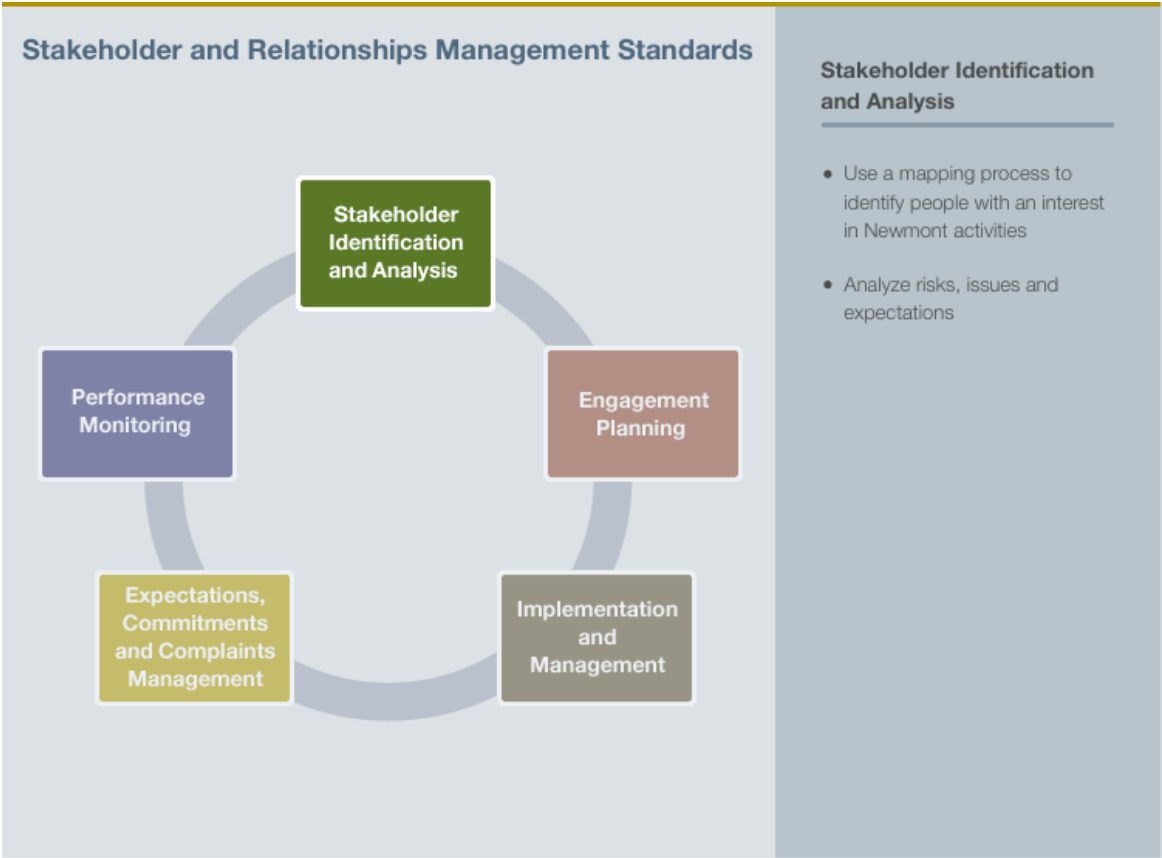 Stakeholder and Relationships Management Standards
Stakeholder
Identification
and Analysis
Engagement
Planning
Implementation
and
Management
Expectations,
Commitments
and Complaints
Management
Performance
Monitoring
Stakeholder Identification
and Analysis
• Use a mapping process to
identify people with an interest
in Newmont activities
• Analyze risks, issues and
expectations